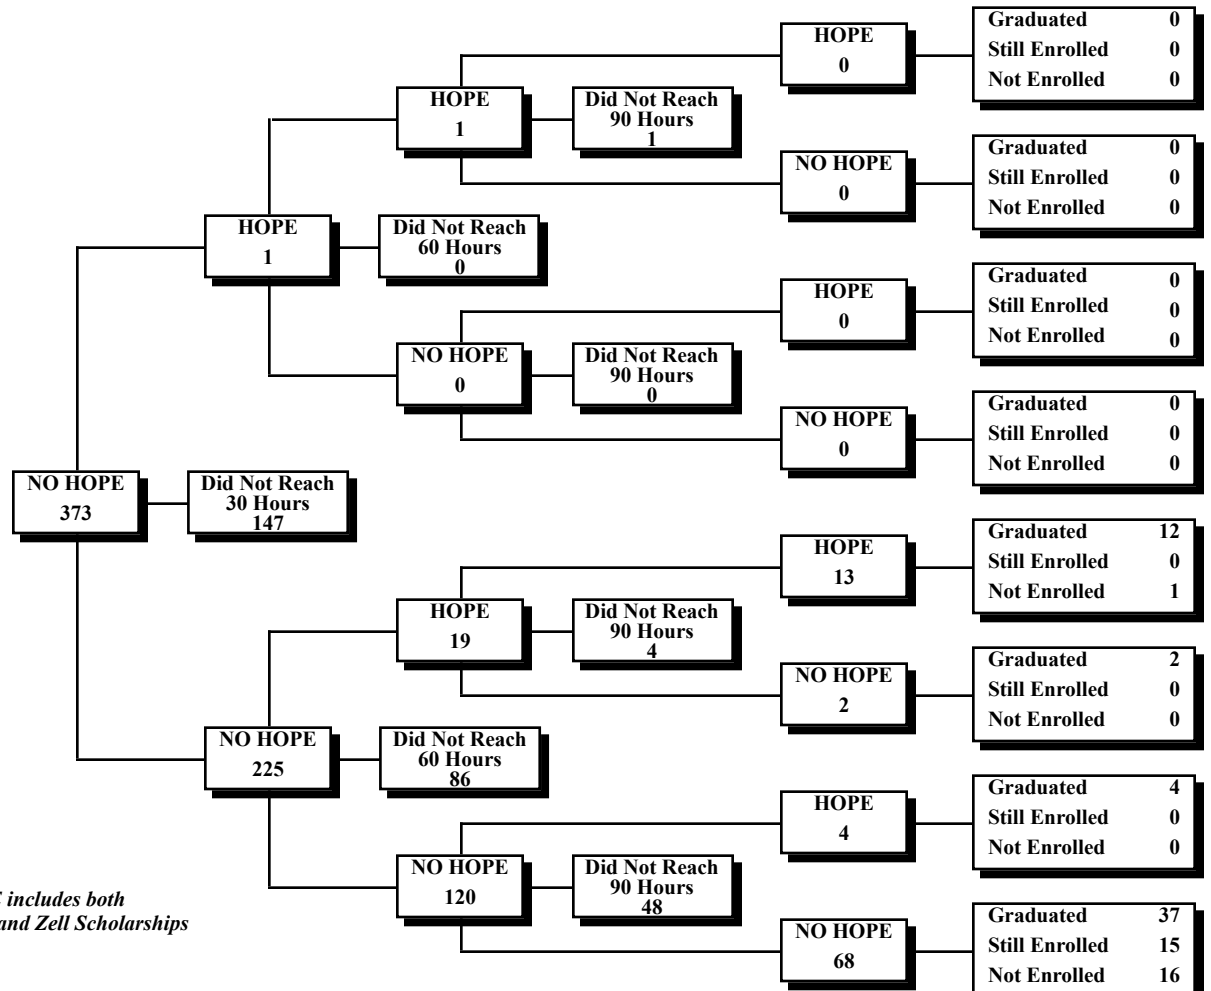 NO HOPE
373
Did Not Reach
30 Hours
147
HOPE
1
Did Not Reach
60 Hours
0
NO HOPE
225
Did Not Reach
60 Hours
86
HOPE
1
Did Not Reach
90 Hours
1
NO HOPE
0
Did Not Reach
90 Hours
0
HOPE
19
Did Not Reach
90 Hours
4
NO HOPE
120
Did Not Reach
90 Hours
48
HOPE
0
Graduated 0
Still Enrolled 0
Not Enrolled 0
NO HOPE
0
Graduated 0
Still Enrolled 0
Not Enrolled 0
HOPE
0
Graduated 0
Still Enrolled 0
Not Enrolled 0
NO HOPE
0
Graduated 0
Still Enrolled 0
Not Enrolled 0
HOPE
13
Graduated 12
Still Enrolled 0
Not Enrolled 1
NO HOPE
2
Graduated 2
Still Enrolled 0
Not Enrolled 0
HOPE
4
Graduated 4
Still Enrolled 0
Not Enrolled 0
NO HOPE
68
Graduated 37
Still Enrolled 15
Not Enrolled 16
includes both
and Zell Scholarships